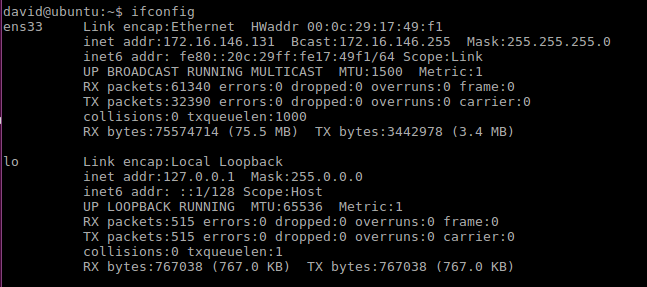 david@ubuntu:~$ ifconfig
ens33     Link encap:Ethernet  HWaddr 00:0c:29:17:49:f1
          inet addr:172.16.146.131  Bcast:172.16.146.255  Mask:255.255.255.0
          inet6 addr: fe80::20c:29ff:fe17:49f1/64 Scope:Link
          UP BROADCAST RUNNING MULTICAST  MTU:1500  Metric:1
          RX packets:61340 errors:0 dropped:0 overruns:0 frame:0
          TX packets:32390 errors:0 dropped:0 overruns:0 carrier:0
          collisions:0 txqueuelen:1000
          RX bytes:75574714 (75.5 MB)  TX bytes:3442978 (3.4 MB)
lo        Link encap:Local Loopback
          inet addr:127.0.0.1  Mask:255.0.0.0
          inet6 addr: ::1/128 Scope:Host
          UP LOOPBACK RUNNING  MTU:65536  Metric:1
          RX packets:515 errors:0 dropped:0 overruns:0 frame:0
          TX packets:515 errors:0 dropped:0 overruns:0 carrier:0
          collisions:0 txqueuelen:1
          RX bytes:767038 (767.0 KB)  TX bytes:767038 (767.0 KB)